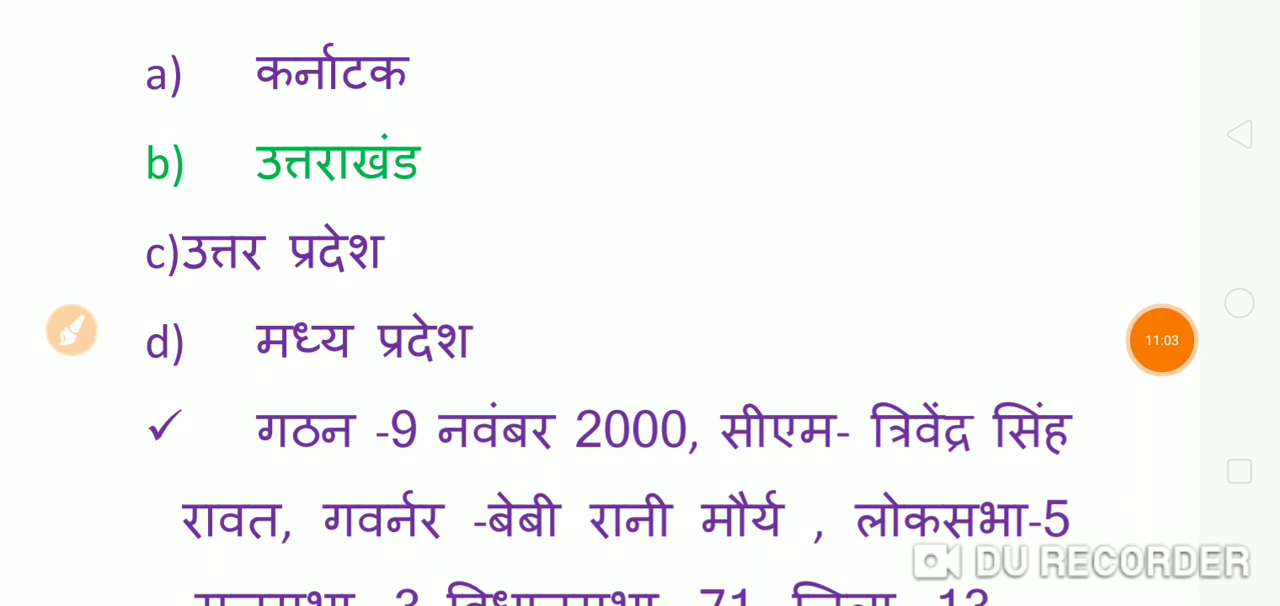 a) कर्नाटक
b) उत्तराखंड
c)उत्तर प्रदेश
d) मध्य प्रदेश
11:03
✓ गठन -9 नवंबर 2000, सीएम- त्रिवेंद्र सिंह
रावत, गवर्नर -बेबी रानी मौर्य , लोकसभा-5
DU RECORDER